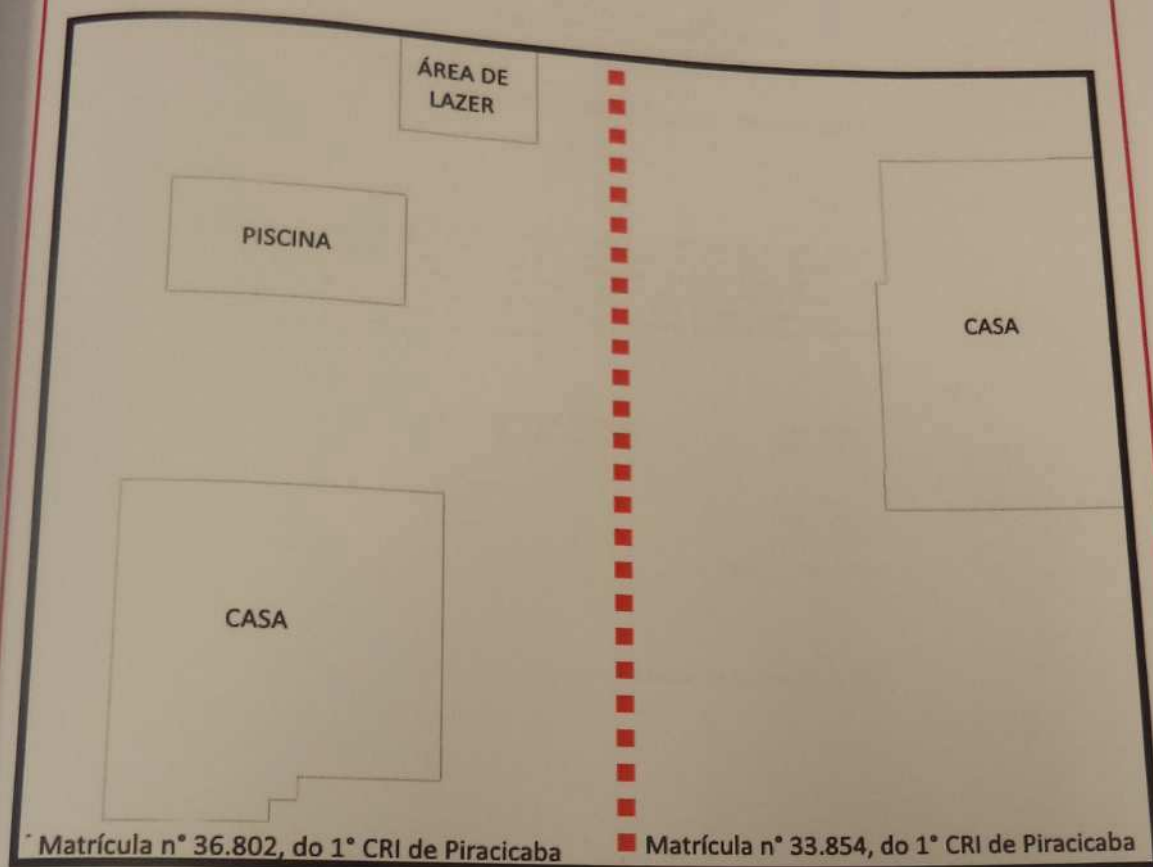 ÁREA DE
LAZER
PISCINA
CASA
CASA
Matrícula n° 36.802, do 1° CRI de Piracicaba
Matrícula n° 33.854, do 1° CRI de Piracicaba